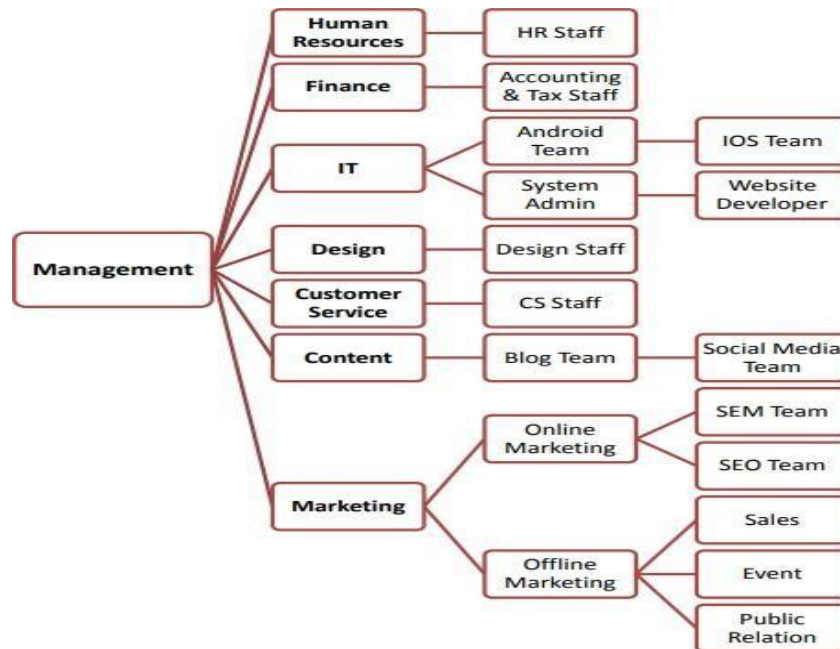 Human
Resources
HR Staff
Finance
Accounting
& Tax Staff
IT
Android
Team
IOS Team
System
Admin
Website
Developer
Management
Design
Design Staff
Customer
Service
CS Staff
Content
Blog Team
Social Media
Team
Marketing
Online
Marketing
SEM Team
SEO Team
Offline
Marketing
Sales
Event
Public
Relation